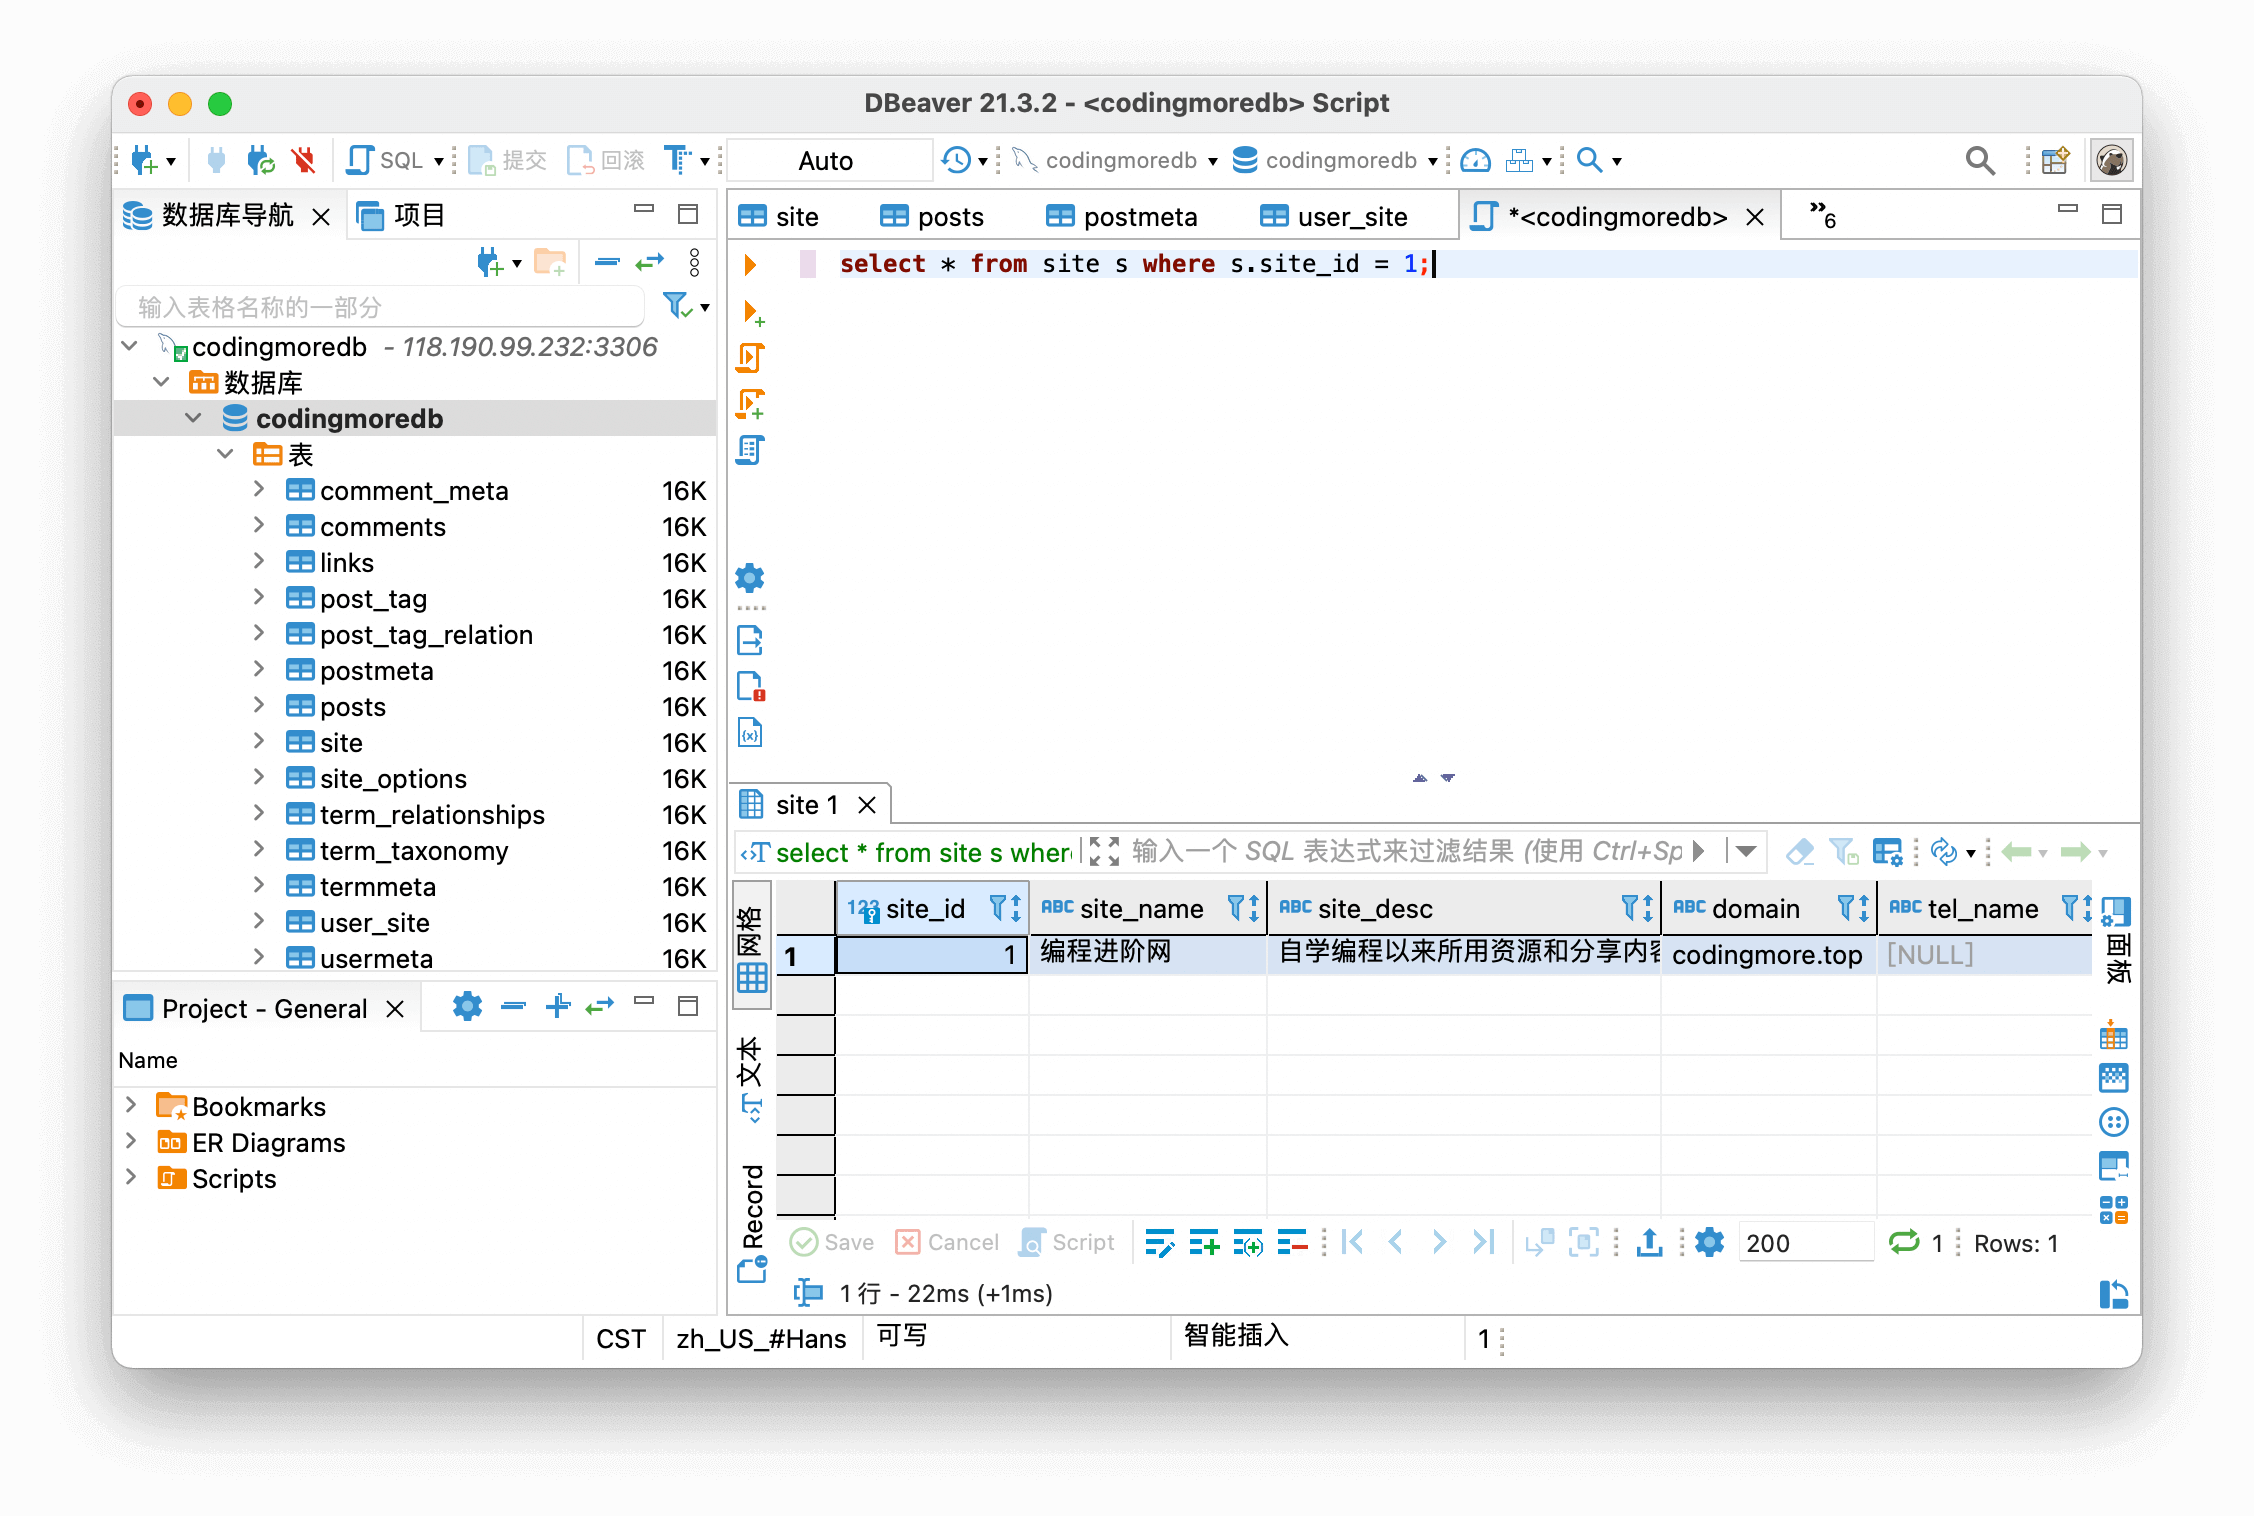 DBeaver 21.3.2 - <codingmoredb> Script
SQL 提交 回滚 Auto codingmoredb codingmoredb
数据库导航 项目
site posts postmeta user_site *<codingmoredb> »6
select * from site s where s.site_id = 1;
输入表格名称的一部分
codingmoredb - 118.190.99.232:3306
数据库
codingmoredb
表
comment_meta 16K
comments 16K
links 16K
post_tag 16K
post_tag_relation 16K
postmeta 16K
posts 16K
site 16K
site_options 16K
term_relationships 16K
term_taxonomy 16K
termmeta 16K
user_site 16K
usermeta 16K
Project - General
Name
Bookmarks
ER Diagrams
Scripts
site 1
select * from site s wher 输入一个 SQL 表达式来过滤结果 (使用 Ctrl+Sp
网格
文本
Record
面板
123 site_id ABC site_name ABC site_desc ABC domain ABC tel_name
1 1 编程进阶网 自学编程以来所用资源和分享内容 codingmore.top [NULL]
Save Cancel Script 200 1 Rows: 1
1 行 - 22ms (+1ms)
CST zh_US_#Hans 可写 智能插入 1